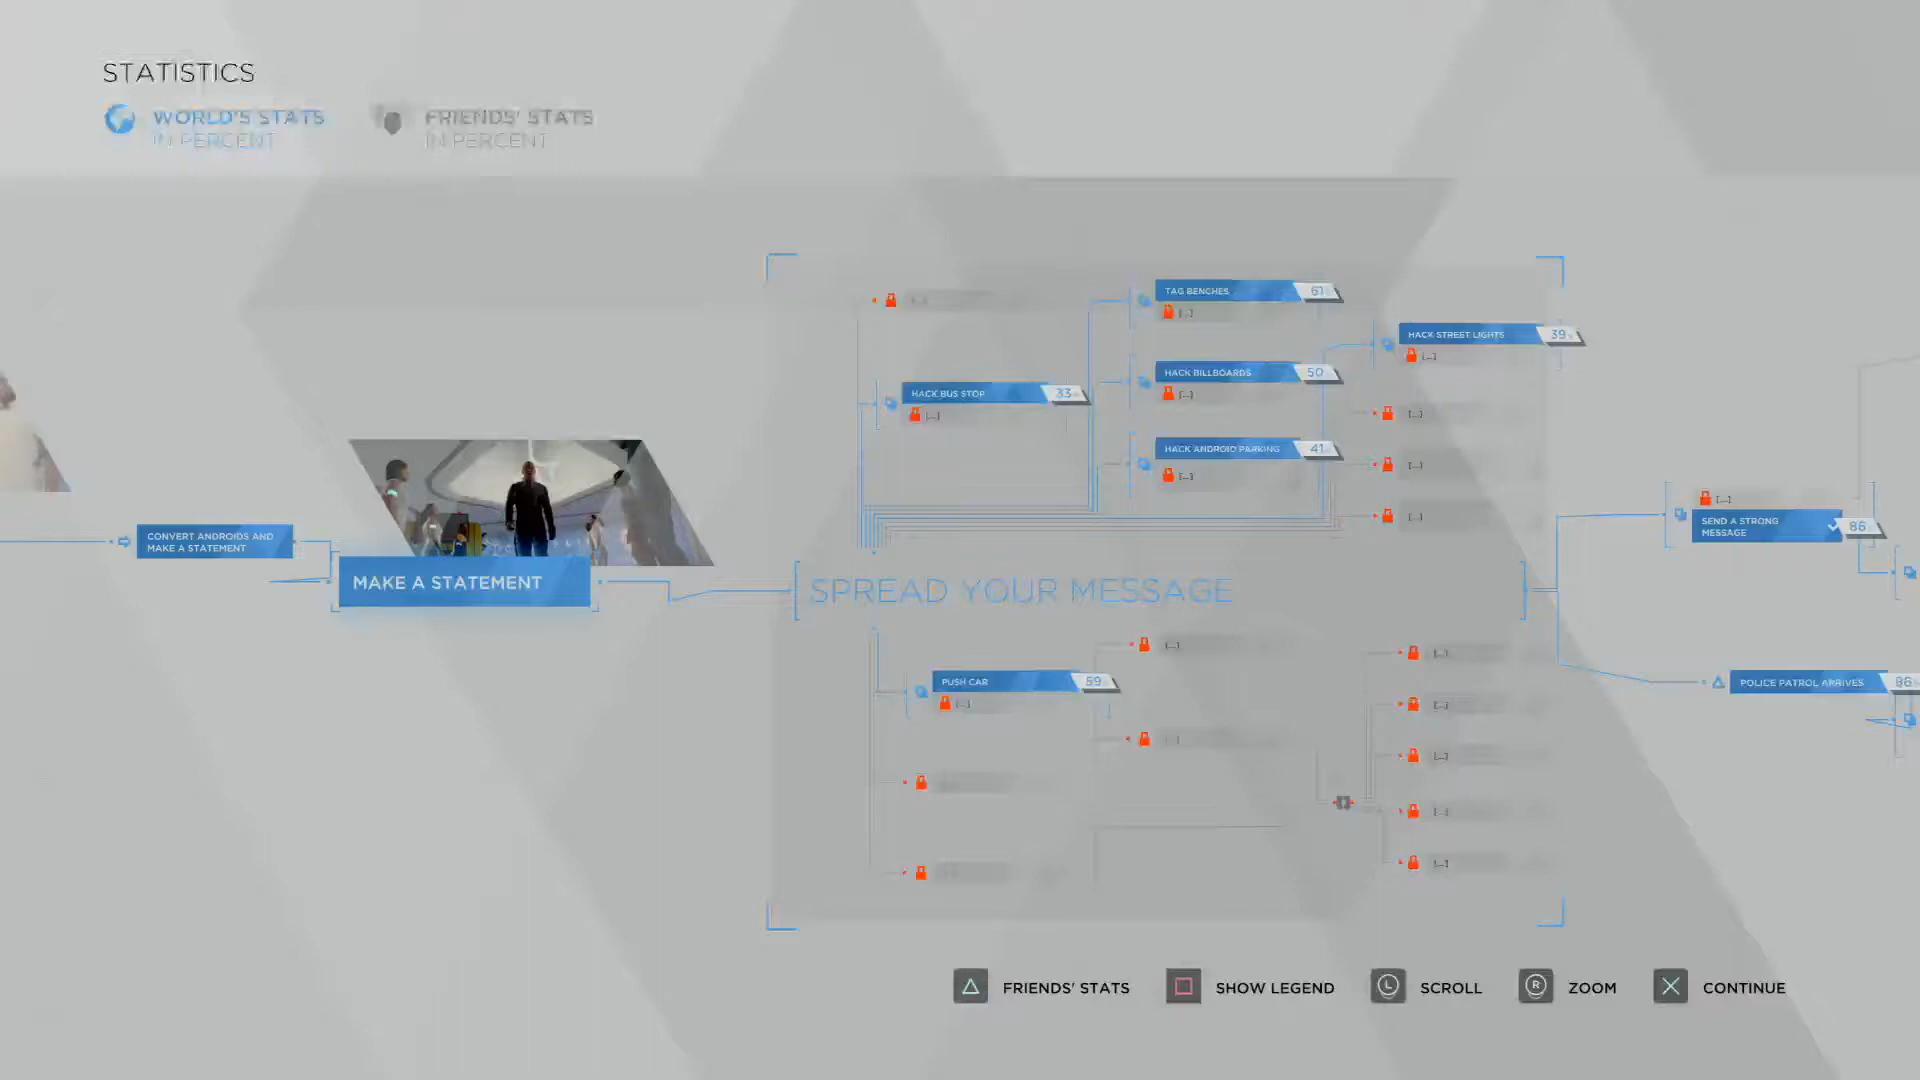 STATISTICS
WORLD'S STATS
IN PERCENT
FRIENDS' STATS
IN PERCENT
TAG BENCHES 61%
[...]
HACK STREET LIGHTS 39%
[...]
HACK BILLBOARDS 50%
[...]
HACK BUS STOP 33%
[...]
[...]
HACK ANDROID PARKING 41%
[...]
[...]
[...]
[...]
SEND A STRONG
MESSAGE
86%
CONVERT ANDROIDS AND
MAKE A STATEMENT
MAKE A STATEMENT
SPREAD YOUR MESSAGE
[...]
[...]
PUSH CAR 59%
[...]
POLICE PATROL ARRIVES 86
[...]
[...]
[...]
[...]
[...]
FRIENDS' STATS
SHOW LEGEND
L SCROLL
R ZOOM
CONTINUE